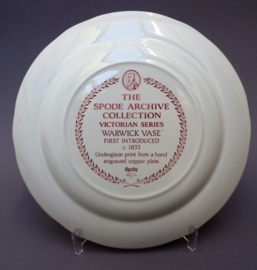 THE
SPODE ARCHIVE
COLLECTION
VICTORIAN SERIES
WARWICK VASE
FIRST INTRODUCED
c 1833
Underglaze print from a hand
engraved copper plate
Spode